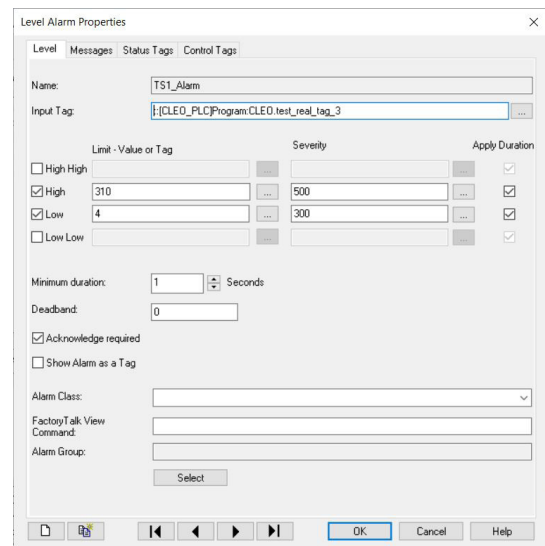 Level Alarm Properties
Level Messages Status Tags Control Tags
Name: TS1_Alarm
Input Tag: ::[CLEO_PLC]Program:CLEO.test_real_tag_3 ...
Limit - Value or Tag Severity Apply Duration
High High ... ...
High 310 ... 500 ...
Low 4 ... 300 ...
Low Low ... ...
Minimum duration: 1 Seconds
Deadband: 0
Acknowledge required
Show Alarm as a Tag
Alarm Class:
FactoryTalk View
Command:
Alarm Group:
Select
OK Cancel Help